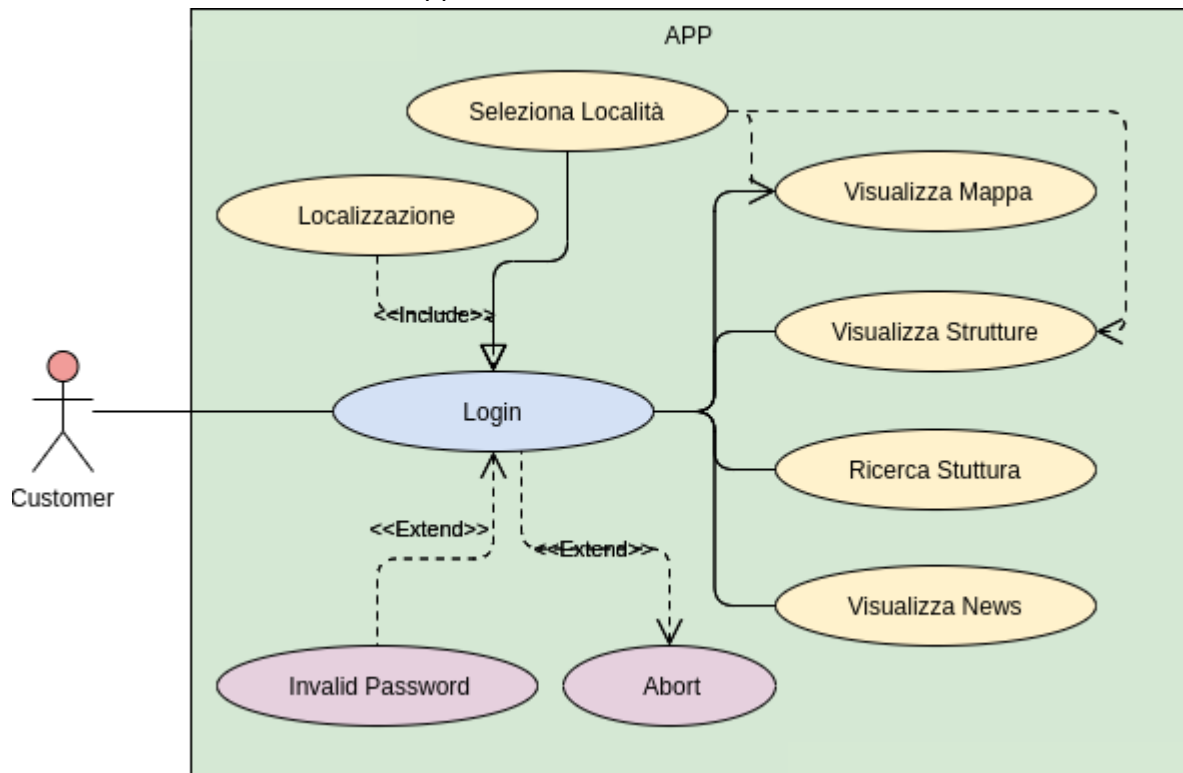 APP
Seleziona Località
Visualizza Mappa
Localizzazione
<<Include>>
Visualizza Strutture
Login
Ricerca Stuttura
Customer
<<Extend>>
<<Extend>>
Visualizza News
Invalid Password
Abort